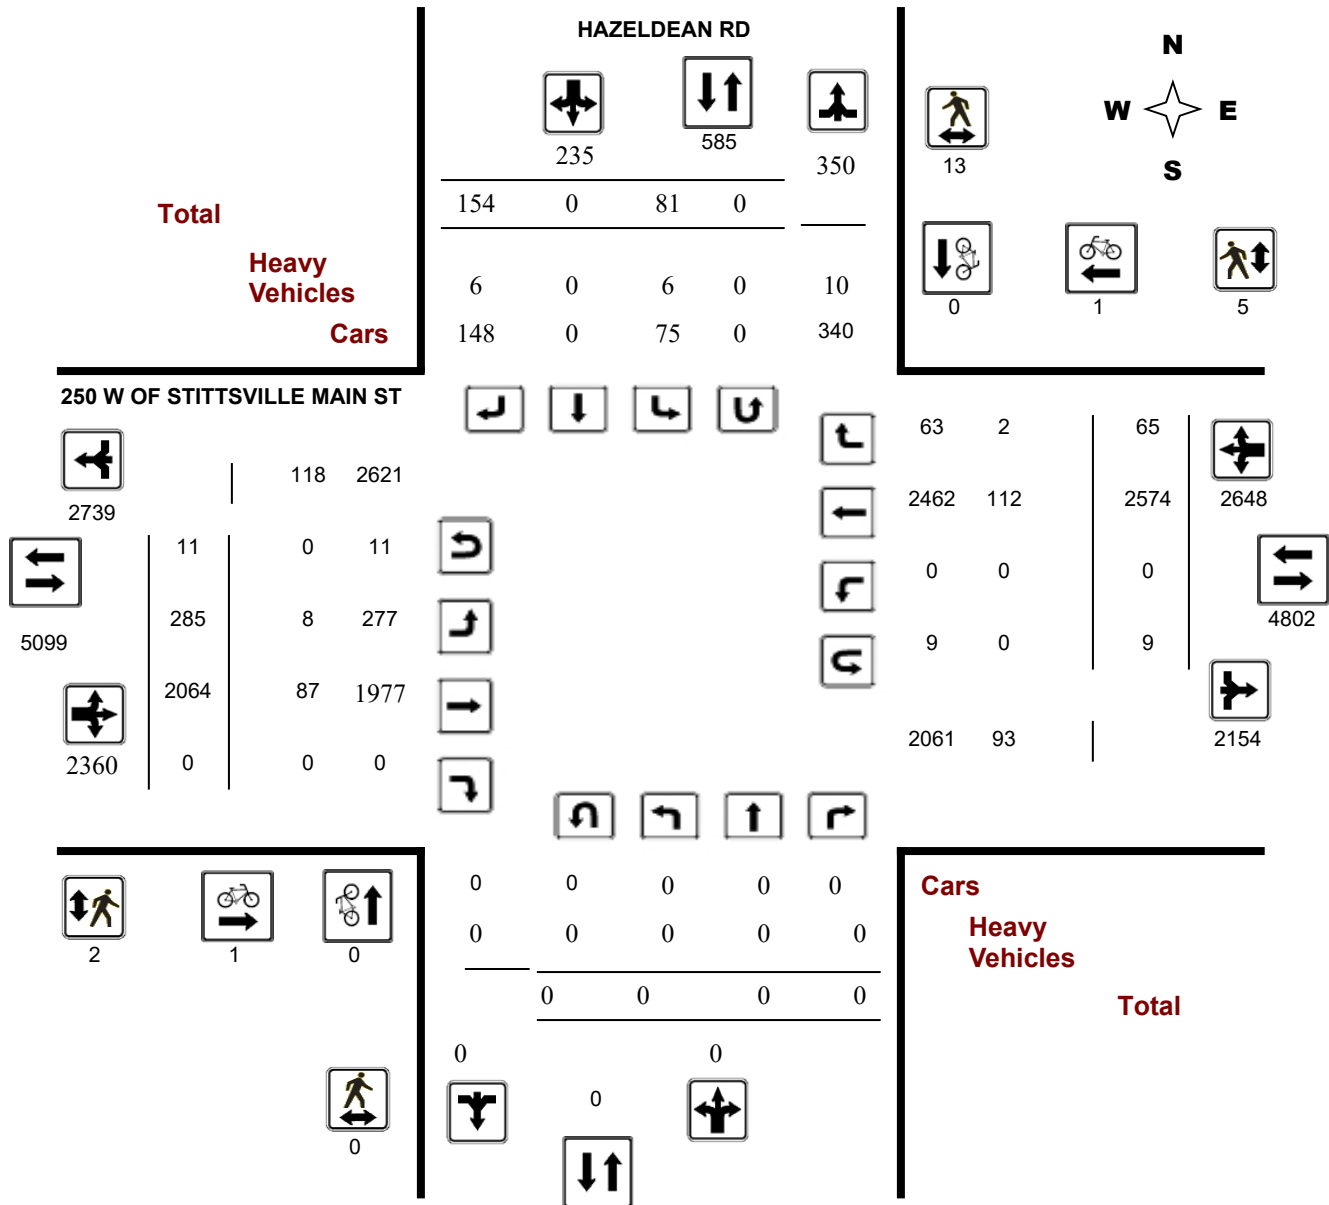 HAZELDEAN RD
N
W E
S
235 585 350 13
Total 154 0 81 0
Heavy
Vehicles 6 0 6 0 10
Cars 148 0 75 0 340
0 1 5
250 W OF STITTSVILLE MAIN ST
63 2 65
118 2621
2739
2462 112 2574 2648
11 0 11
0 0 0
285 8 277
4802
5099
9 0 9
2064 87 1977
2061 93 2154
2360 0 0 0
0 0 0 0 0
Cars
0 0 0 0 0
Heavy
Vehicles
2 1 0
0 0 0 0
Total
0 0
0
0